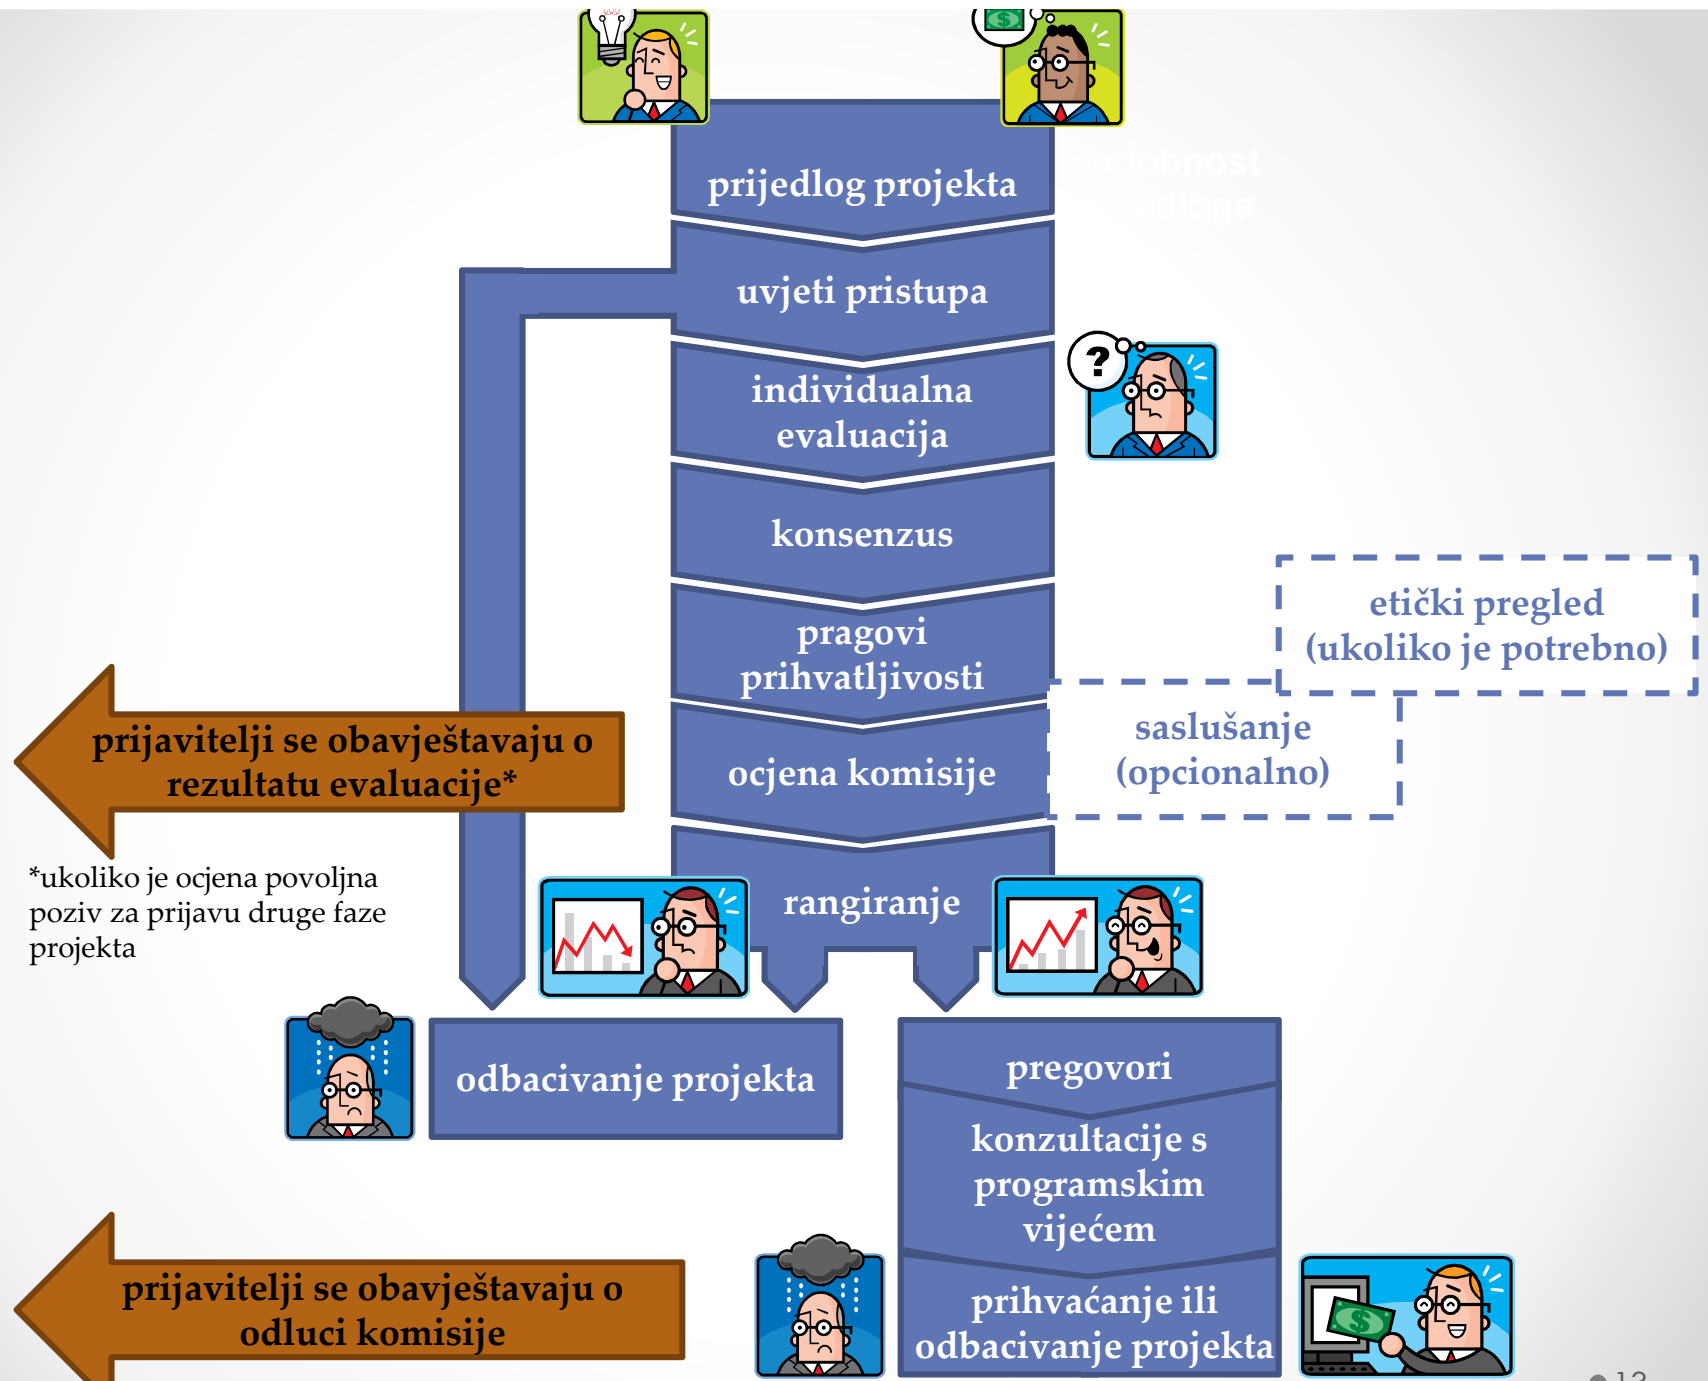 prijedlog projekta
uvjeti pristupa
individualna
evaluacija
?
konsenzus
etički pregled
(ukoliko je potrebno)
pragovi
prihvatljivosti
saslušanje
(opcionalno)
ocjena komisije
prijavitelji se obavještavaju o
rezultatu evaluacije*
*ukoliko je ocjena povoljna
poziv za prijavu druge faze
projekta
rangiranje
odbacivanje projekta
pregovori
konzultacije s
programskim
vijećem
prihvaćanje ili
odbacivanje projekta
prijavitelji se obavještavaju o
odluci komisije